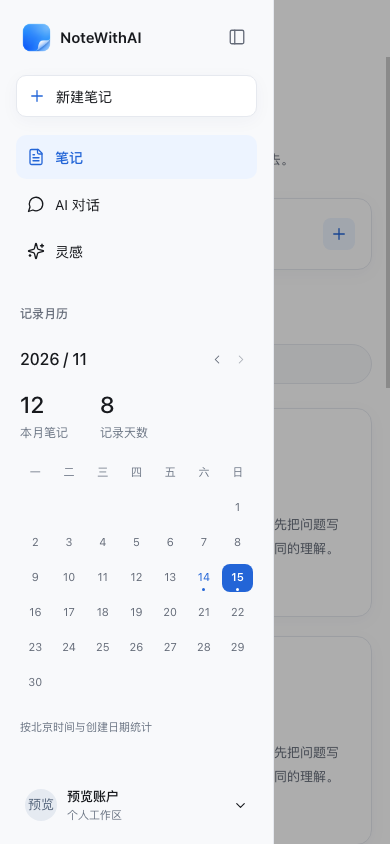 NoteWithAI
新建笔记
笔记
AI 对话
灵感
记录月历
2026 / 11
12 8
本月笔记 记录天数
一 二 三 四 五 六 日
1
2 3 4 5 6 7 8
9 10 11 12 13 14 15
16 17 18 19 20 21 22
23 24 25 26 27 28 29
30
按北京时间与创建日期统计
预览 预览账户
个人工作区
去。
先把问题写
同的理解。
先把问题写
同的理解。